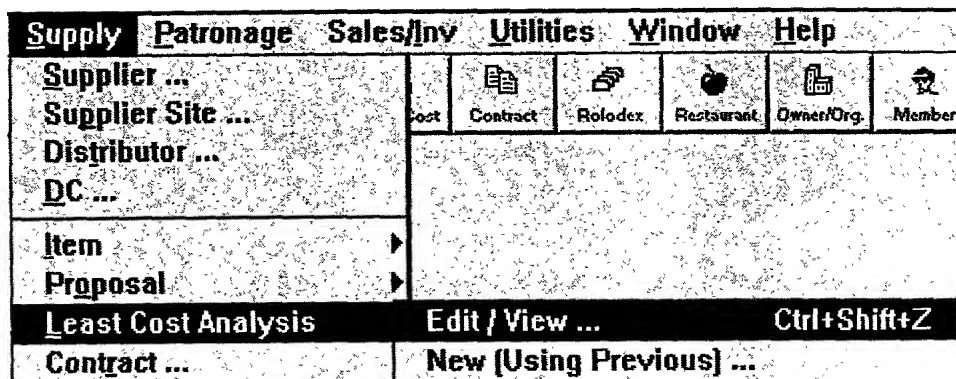 Supply Patronage Sales/Inv Utilities Window Help
Supplier ...
Supplier Site ...
Distributor ...
DC ...
ost Contract Rolodex Restaurant Owner/Org. Member
Item
Proposal
Least Cost Analysis Edit / View ... Ctrl+Shift+Z
Contract ... New (Using Previous) ...